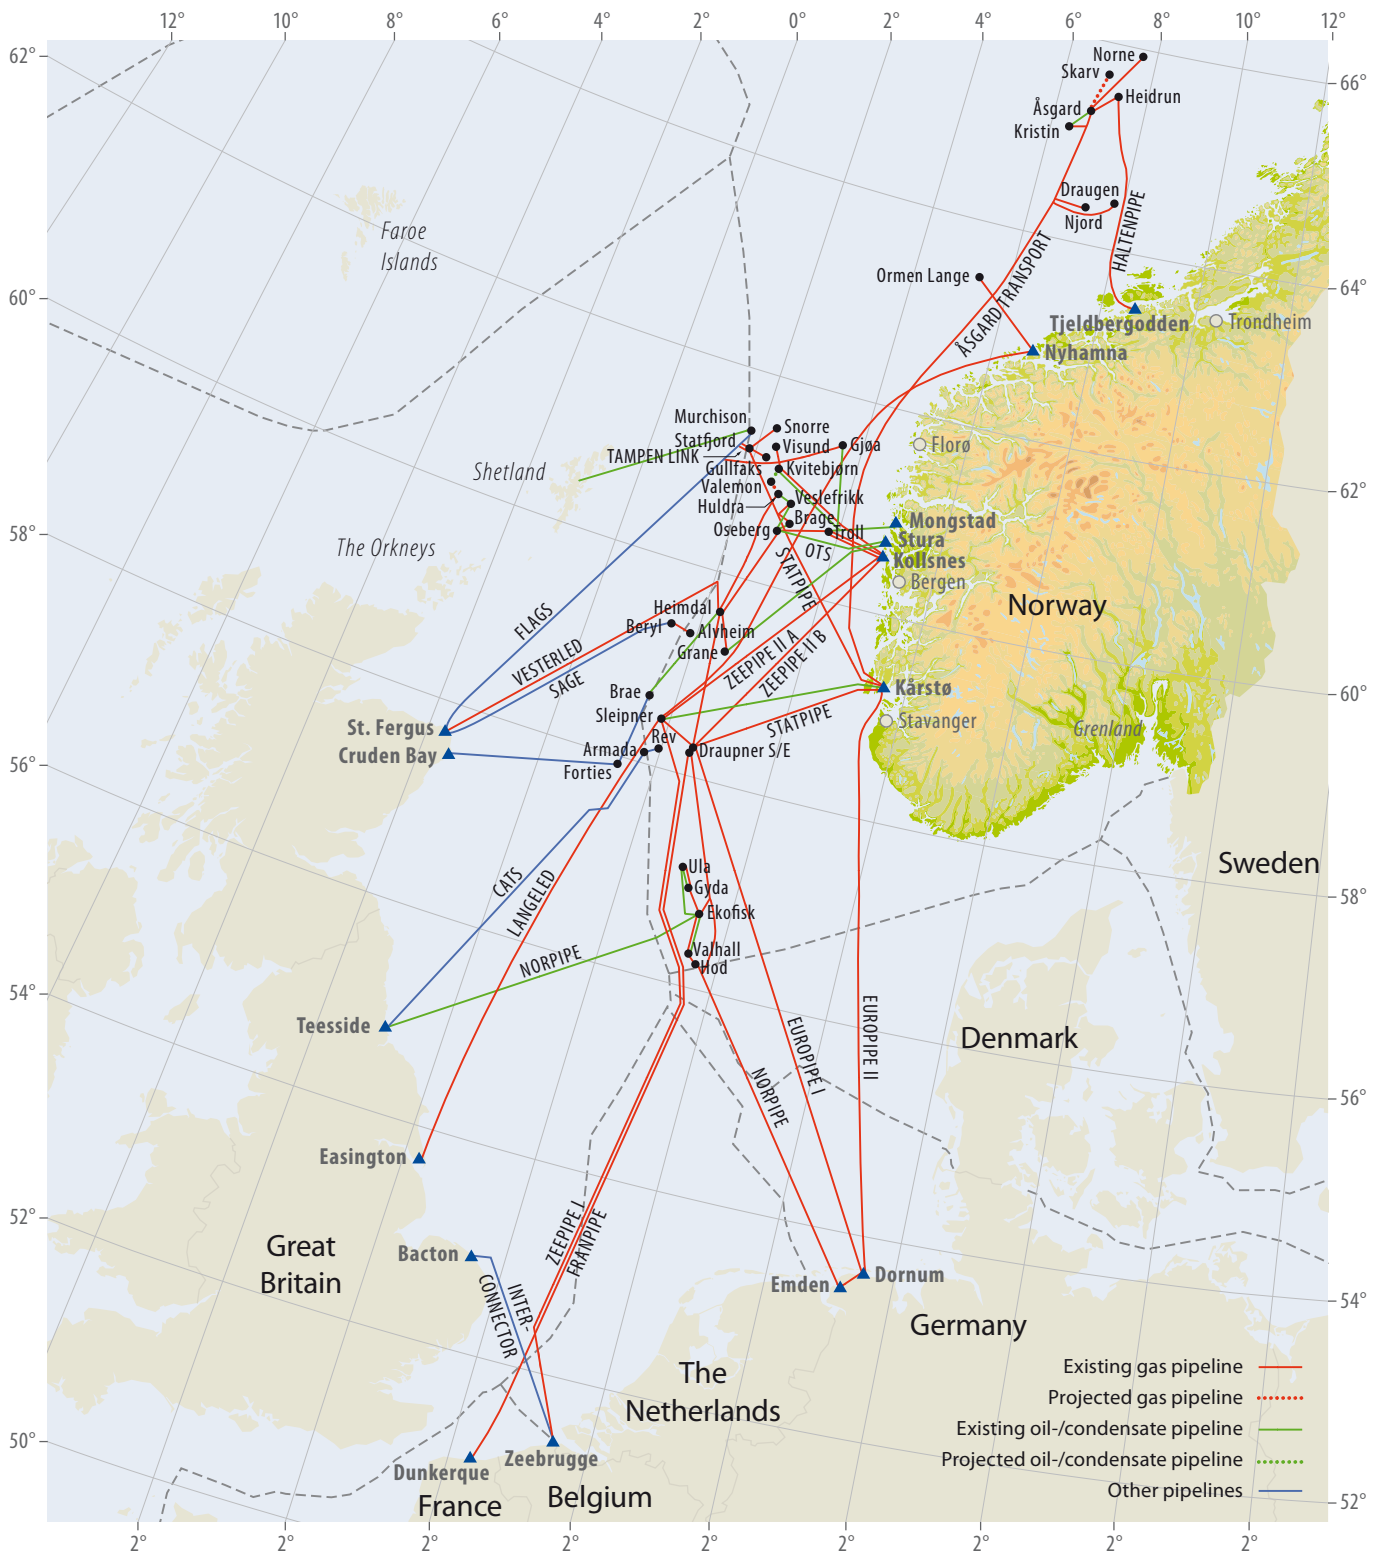 12° 10° 8° 6° 4° 2° 0° 2° 4° 6° 8° 10° 12°
62°
60°
58°
56°
54°
52°
50°
66°
64°
62°
60°
58°
56°
54°
52°
Norne
Skarv
Heidrun
Åsgard
Kristin
Draugen
Njord
HALTENPIPE
ÅSGARD TRANSPORT
Ormen Lange
Tjeldbergodden
Trondheim
Nyhamna
Faroe
Islands
Shetland
The Orkneys
Murchison
Snorre
Statfjord
Visund
Gjøa
Florø
TAMPEN LINK
Gullfaks
Kvitebjørn
Valemon
Huldra
Veslefrikk
Brage
Oseberg
Troll
OTS
Mongstad
Stura
Kollsnes
Bergen
STATPIPE
Norway
FLAGS
Heimdal
Beryl
Alvheim
Grane
VESTERLED
SAGE
ZEEPIPE II A
ZEEPIPE II B
Brae
Sleipner
Kårstø
STATPIPE
Stavanger
Grenland
St. Fergus
Cruden Bay
Rev
Armada
Forties
Draupner S/E
CATS
LANGELED
Ula
Gyda
Ekofisk
Valhall
Hod
NORPIPE
Sweden
Teesside
EUROPIPE II
EUROPIPE I
NORPIPE
Denmark
Easington
ZEEPIPE I
FRANPIPE
Great
Britain
Bacton
INTER-
CONNECTOR
Emden
Dornum
Germany
The
Netherlands
Zeebrugge
Dunkerque
Belgium
France
Existing gas pipeline
Projected gas pipeline
Existing oil-/condensate pipeline
Projected oil-/condensate pipeline
Other pipelines
2° 2° 2° 2° 2° 2° 2° 2° 2°